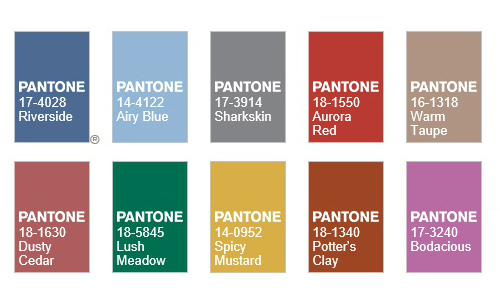 PANTONE
17-4028
Riverside
®
PANTONE
14-4122
Airy Blue
PANTONE
17-3914
Sharkskin
PANTONE
18-1550
Aurora
Red
PANTONE
16-1318
Warm
Taupe
PANTONE
18-1630
Dusty
Cedar
PANTONE
18-5845
Lush
Meadow
PANTONE
14-0952
Spicy
Mustard
PANTONE
18-1340
Potter's
Clay
PANTONE
17-3240
Bodacious